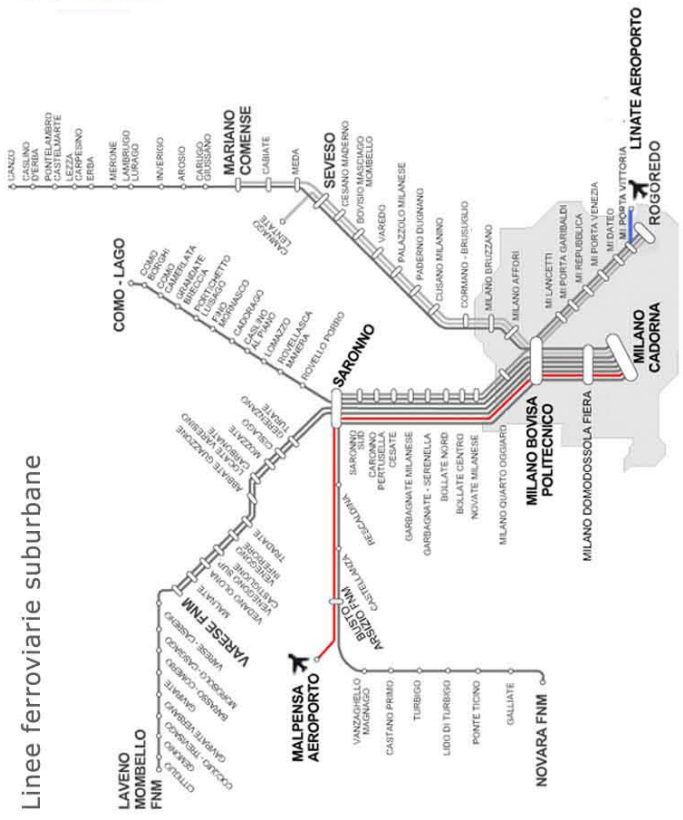 Linee ferroviarie suburbane
CANZO
CASLINO
D'ERBA
PONTELAMBRO
CASTELMARTE
LEZZA
CARPESINO
ERBA
MERONE
LAMBRUGO
LURAGO
INVERIGO
AROSIO
CARUGO
GIUSSANO
MARIANO
COMENSE
CABIATE
MEDA
CAMNAGO
LENTATE
SEVESO
CESANO MADERNO
BOVISIO MASCIAGO
MOMBELLO
VAREDO
PALAZZOLO MILANESE
PADERNO DUGNANO
CUSANO MILANINO
CORMANO - BRUSUGLIO
MILANO BRUZZANO
MILANO AFFORI
COMO - LAGO
COMO
BORGHI
COMO
CAMERLATA
GRANDATE
BRECCIA
PORTICHETTO
LUISAGO
FINO
MORNASCO
CADORAGO
CASLINO
AL PIANO
LOMAZZO
ROVELLASCA
MANERA
ROVELLO PORRO
SARONNO
LAVENO
MOMBELLO
FNM
CITTIGLIO
GEMONIO
COCQUIO - TREVISAGO
GAVIRATE VERBANO
GAVIRATE
BARASSO - COMERIO
MOROSOLO - CASCIAGO
VARESE - CASBENO
VARESE FNM
MALNATE
VEDANO OLONA
VENEGONO SUP
CASTIGLIONE
VENEGONO
INFERIORE
TRADATE
ABBIATE GUAZZONE
LOCATE VARESINO
CARBONATE
MOZZATE
CISLAGO
GERENZANO
TURATE
MALPENSA
AEROPORTO
BUSTO
ARSIZIO FNM
CASTELLANZA
RESCALDINA
VANZAGHELLO
MAGNAGO
CASTANO PRIMO
TURBIGO
LIDO DI TURBIGO
PONTE TICINO
GALLIATE
NOVARA FNM
SARONNO
SUD
CARONNO
PERTUSELLA
CESATE
GARBAGNATE MILANESE
GARBAGNATE - SERENELLA
BOLLATE NORD
BOLLATE CENTRO
NOVATE MILANESE
MILANO QUARTO OGGIARO
MILANO BOVISA
POLITECNICO
MILANO DOMODOSSOLA FIERA
MILANO
CADORNA
MI LANCETTI
MI PORTA GARIBALDI
MI REPUBBLICA
MI PORTA VENEZIA
MI DATEO
MI PORTA VITTORIA
ROGOREDO
LINATE AEROPORTO